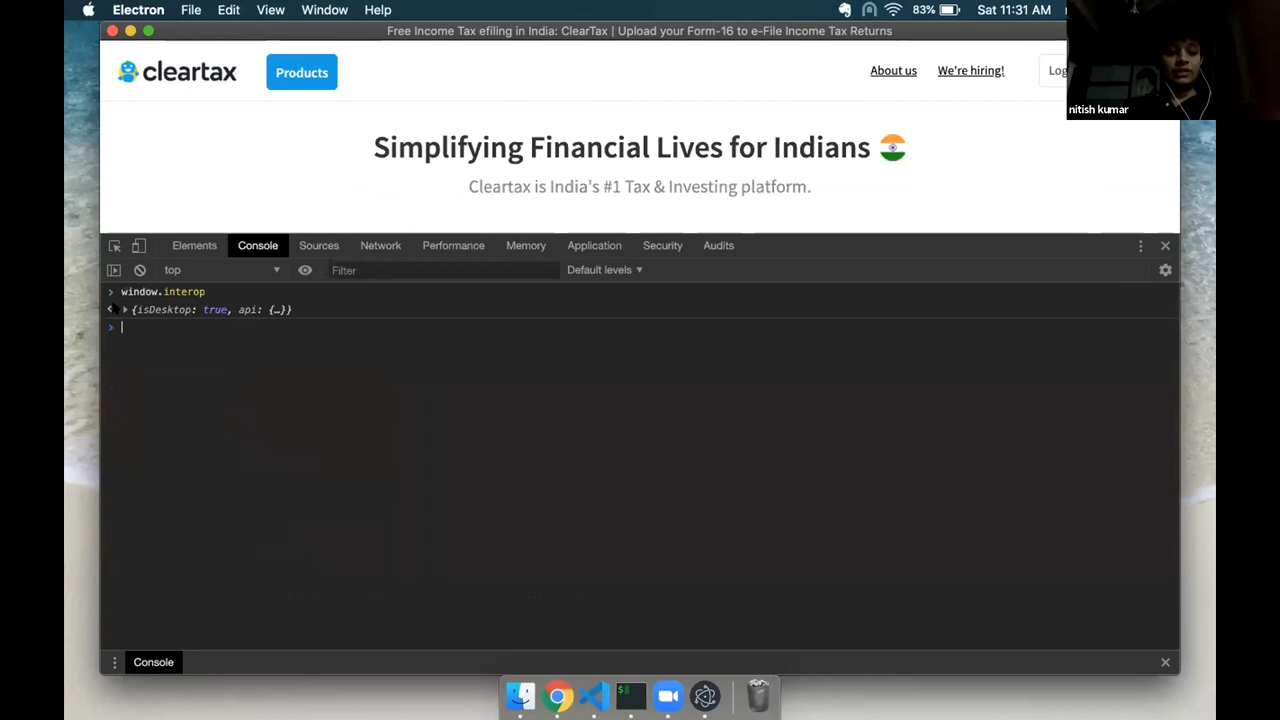 Electron File Edit View Window Help 83% Sat 11:31 AM
Free Income Tax efiling in India: ClearTax | Upload your Form-16 to e-File Income Tax Returns
cleartax Products About us We're hiring! Log
nitish kumar
Simplifying Financial Lives for Indians
Cleartax is India's #1 Tax & Investing platform.
Elements Console Sources Network Performance Memory Application Security Audits
top Filter Default levels
window.interop
{isDesktop: true, api: {…}}
Console